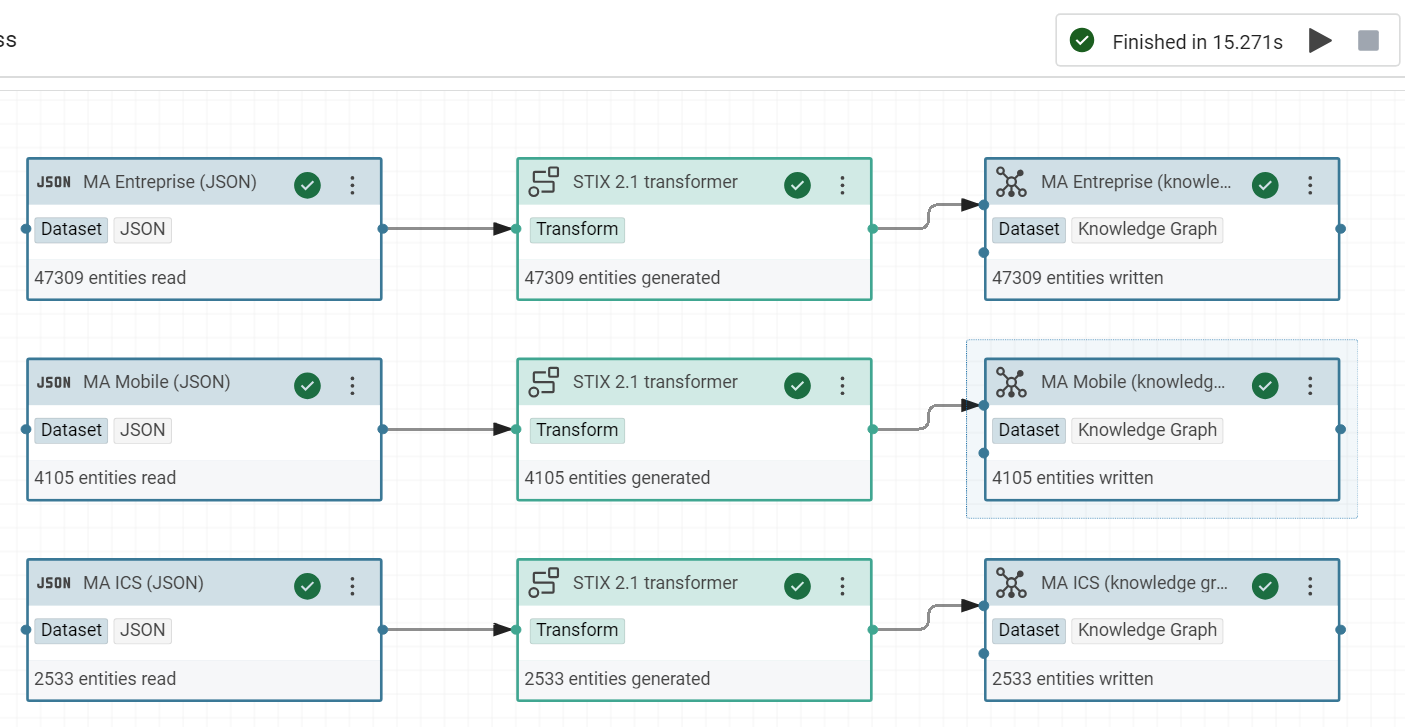 ss
Finished in 15.271s
JSON MA Entreprise (JSON)
Dataset JSON
47309 entities read
STIX 2.1 transformer
Transform
47309 entities generated
MA Entreprise (knowle...
Dataset Knowledge Graph
47309 entities written
JSON MA Mobile (JSON)
Dataset JSON
4105 entities read
STIX 2.1 transformer
Transform
4105 entities generated
MA Mobile (knowledg...
Dataset Knowledge Graph
4105 entities written
JSON MA ICS (JSON)
Dataset JSON
2533 entities read
STIX 2.1 transformer
Transform
2533 entities generated
MA ICS (knowledge gr...
Dataset Knowledge Graph
2533 entities written